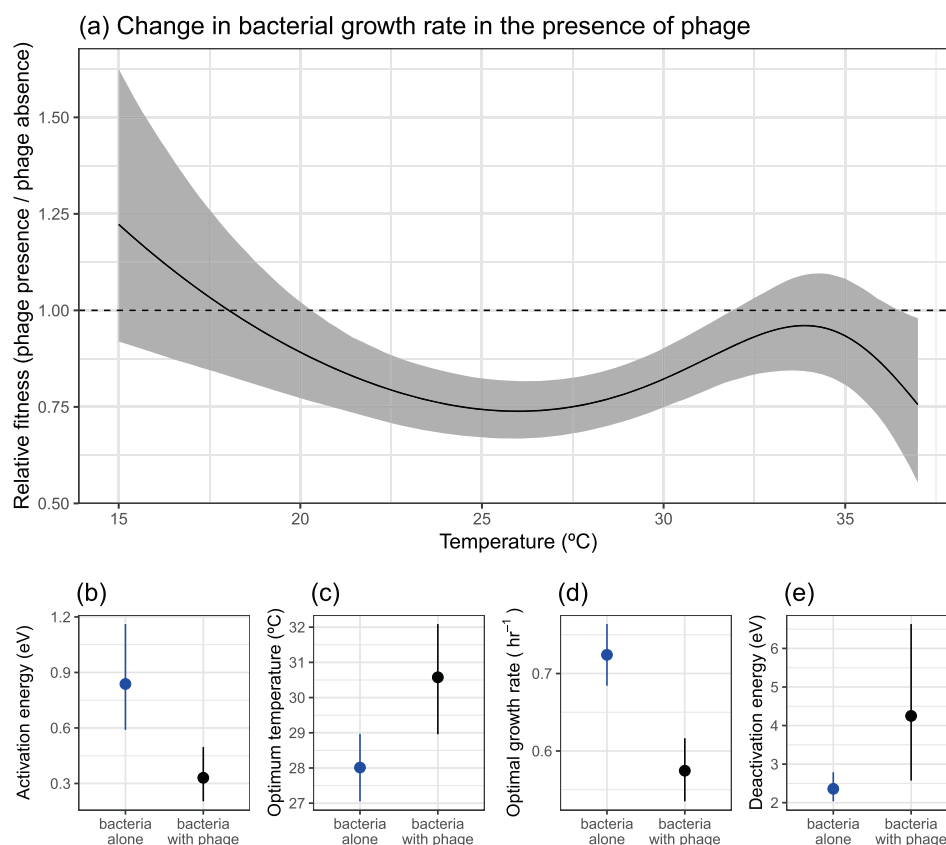 (a) Change in bacterial growth rate in the presence of phage
Relative fitness (phage presence / phage absence)
1.50
1.25
1.00
0.75
0.50
15 20 25 30 35
Temperature (ºC)
(b)
Activation energy (eV)
1.2
0.9
0.6
0.3
bacteria alone
bacteria with phage
(c)
Optimum temperature (ºC)
32
31
30
29
28
27
bacteria alone
bacteria with phage
(d)
Optimal growth rate ( hr⁻¹ )
0.7
0.6
bacteria alone
bacteria with phage
(e)
Deactivation energy (eV)
6
5
4
3
2
bacteria alone
bacteria with phage